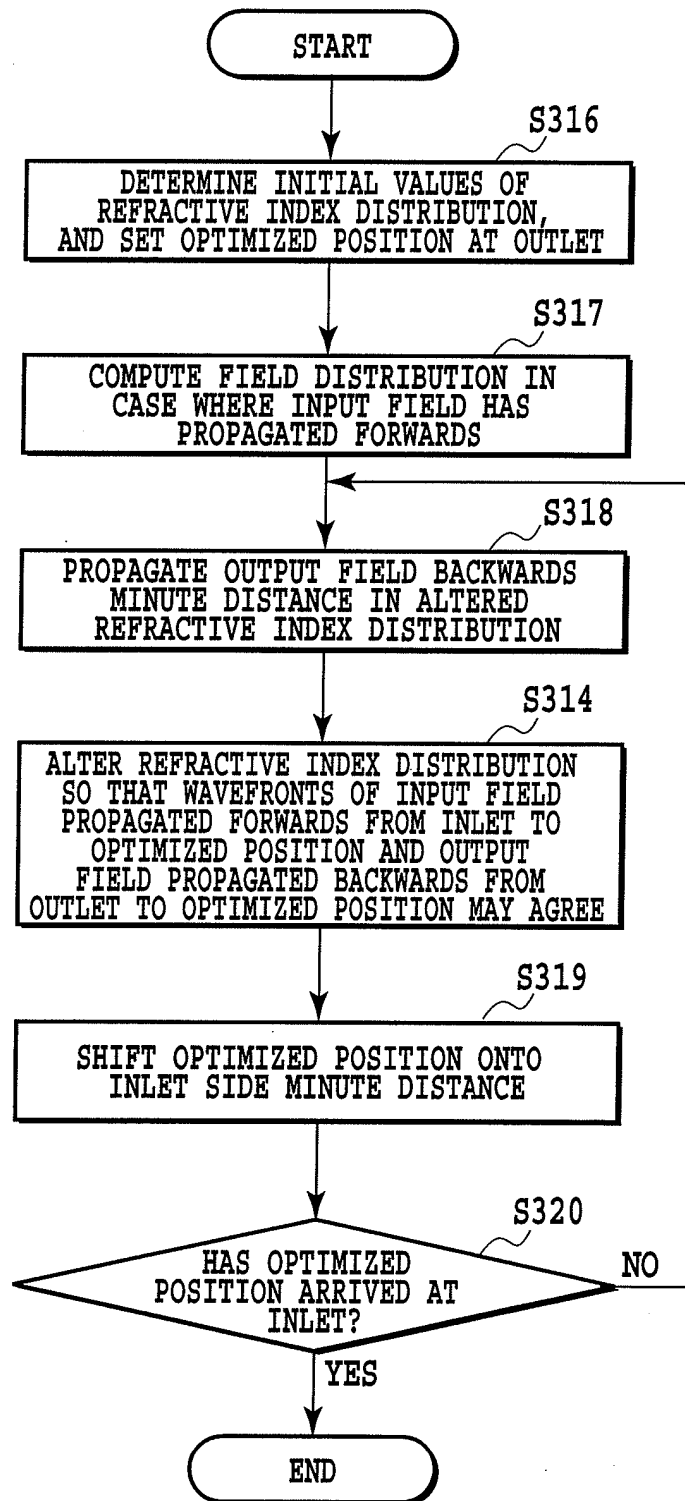 START
S316
DETERMINE INITIAL VALUES OF
REFRACTIVE INDEX DISTRIBUTION,
AND SET OPTIMIZED POSITION AT OUTLET
S317
COMPUTE FIELD DISTRIBUTION IN
CASE WHERE INPUT FIELD HAS
PROPAGATED FORWARDS
S318
PROPAGATE OUTPUT FIELD BACKWARDS
MINUTE DISTANCE IN ALTERED
REFRACTIVE INDEX DISTRIBUTION
S314
ALTER REFRACTIVE INDEX DISTRIBUTION
SO THAT WAVEFRONTS OF INPUT FIELD
PROPAGATED FORWARDS FROM INLET TO
OPTIMIZED POSITION AND OUTPUT
FIELD PROPAGATED BACKWARDS FROM
OUTLET TO OPTIMIZED POSITION MAY AGREE
S319
SHIFT OPTIMIZED POSITION ONTO
INLET SIDE MINUTE DISTANCE
S320
HAS OPTIMIZED
POSITION ARRIVED AT
INLET?
NO
YES
END